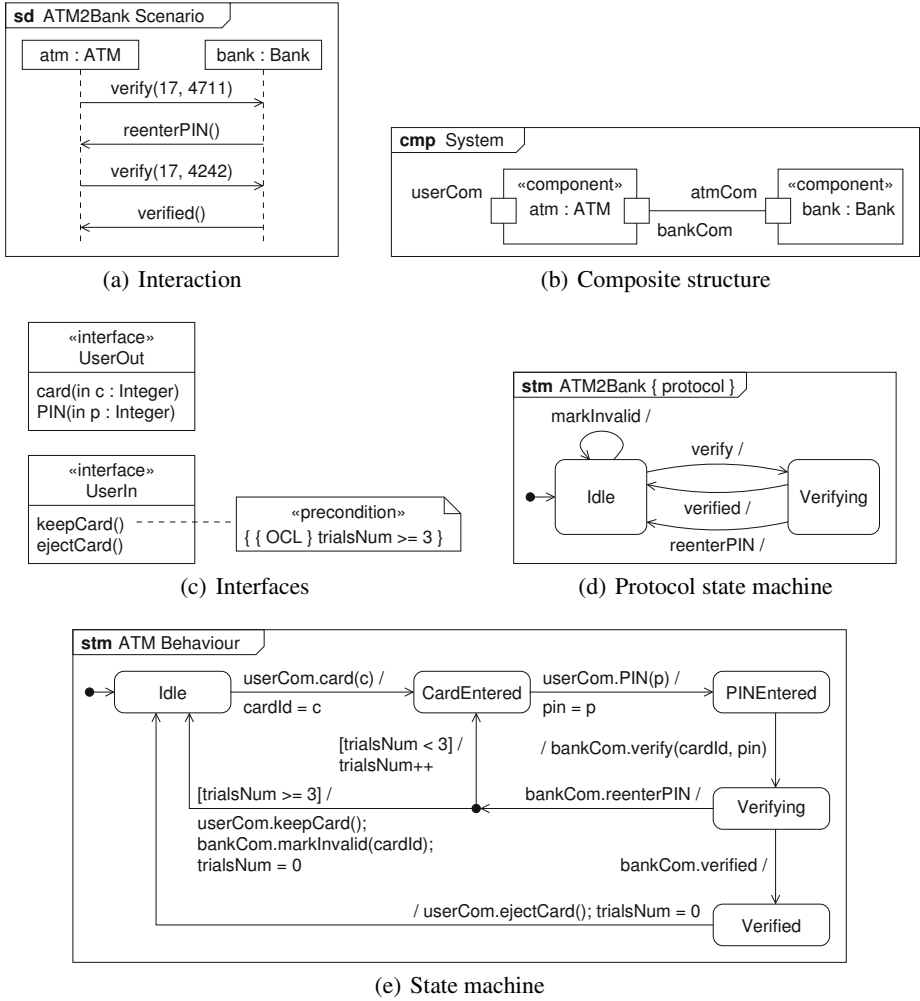 sd ATM2Bank Scenario
atm : ATM
bank : Bank
verify(17, 4711)
reenterPIN()
verify(17, 4242)
verified()
(a) Interaction
cmp System
userCom
«component»
atm : ATM
atmCom
bankCom
«component»
bank : Bank
(b) Composite structure
«interface»
UserOut
card(in c : Integer)
PIN(in p : Integer)
«interface»
UserIn
keepCard()
ejectCard()
«precondition»
{ { OCL } trialsNum >= 3 }
(c) Interfaces
stm ATM2Bank { protocol }
markInvalid /
verify /
Idle
Verifying
verified /
reenterPIN /
(d) Protocol state machine
stm ATM Behaviour
Idle
userCom.card(c) /
cardId = c
CardEntered
userCom.PIN(p) /
pin = p
PINEntered
[trialsNum < 3] /
trialsNum++
/ bankCom.verify(cardId, pin)
[trialsNum >= 3] /
userCom.keepCard();
bankCom.markInvalid(cardId);
trialsNum = 0
bankCom.reenterPIN /
Verifying
bankCom.verified /
/ userCom.ejectCard(); trialsNum = 0
Verified
(e) State machine